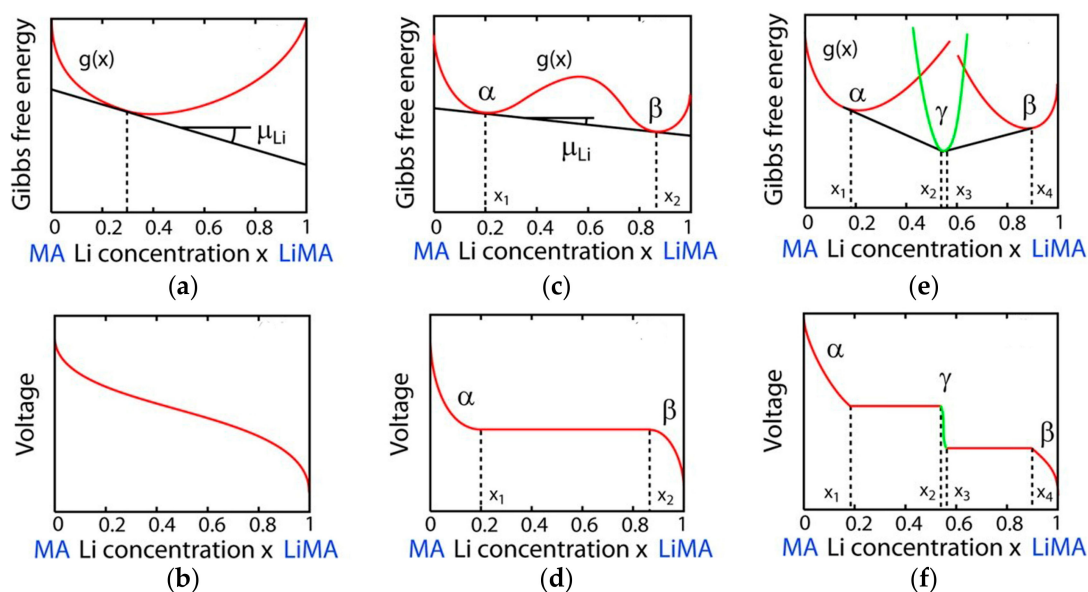 Gibbs free energy
g(x)
μLi
0 0.2 0.4 0.6 0.8 1
MA Li concentration x LiMA
(a)
Gibbs free energy
g(x)
α
β
μLi
x1 x2
0 0.2 0.4 0.6 0.8 1
MA Li concentration x LiMA
(c)
Gibbs free energy
g(x)
α
γ
β
x1 x2 x3 x4
0 0.2 0.4 0.6 0.8 1
MA Li concentration x LiMA
(e)
Voltage
0 0.2 0.4 0.6 0.8 1
MA Li concentration x LiMA
(b)
Voltage
α
β
x1 x2
0 0.2 0.4 0.6 0.8 1
MA Li concentration x LiMA
(d)
Voltage
α
γ
β
x1 x2 x3 x4
0 0.2 0.4 0.6 0.8 1
MA Li concentration x LiMA
(f)